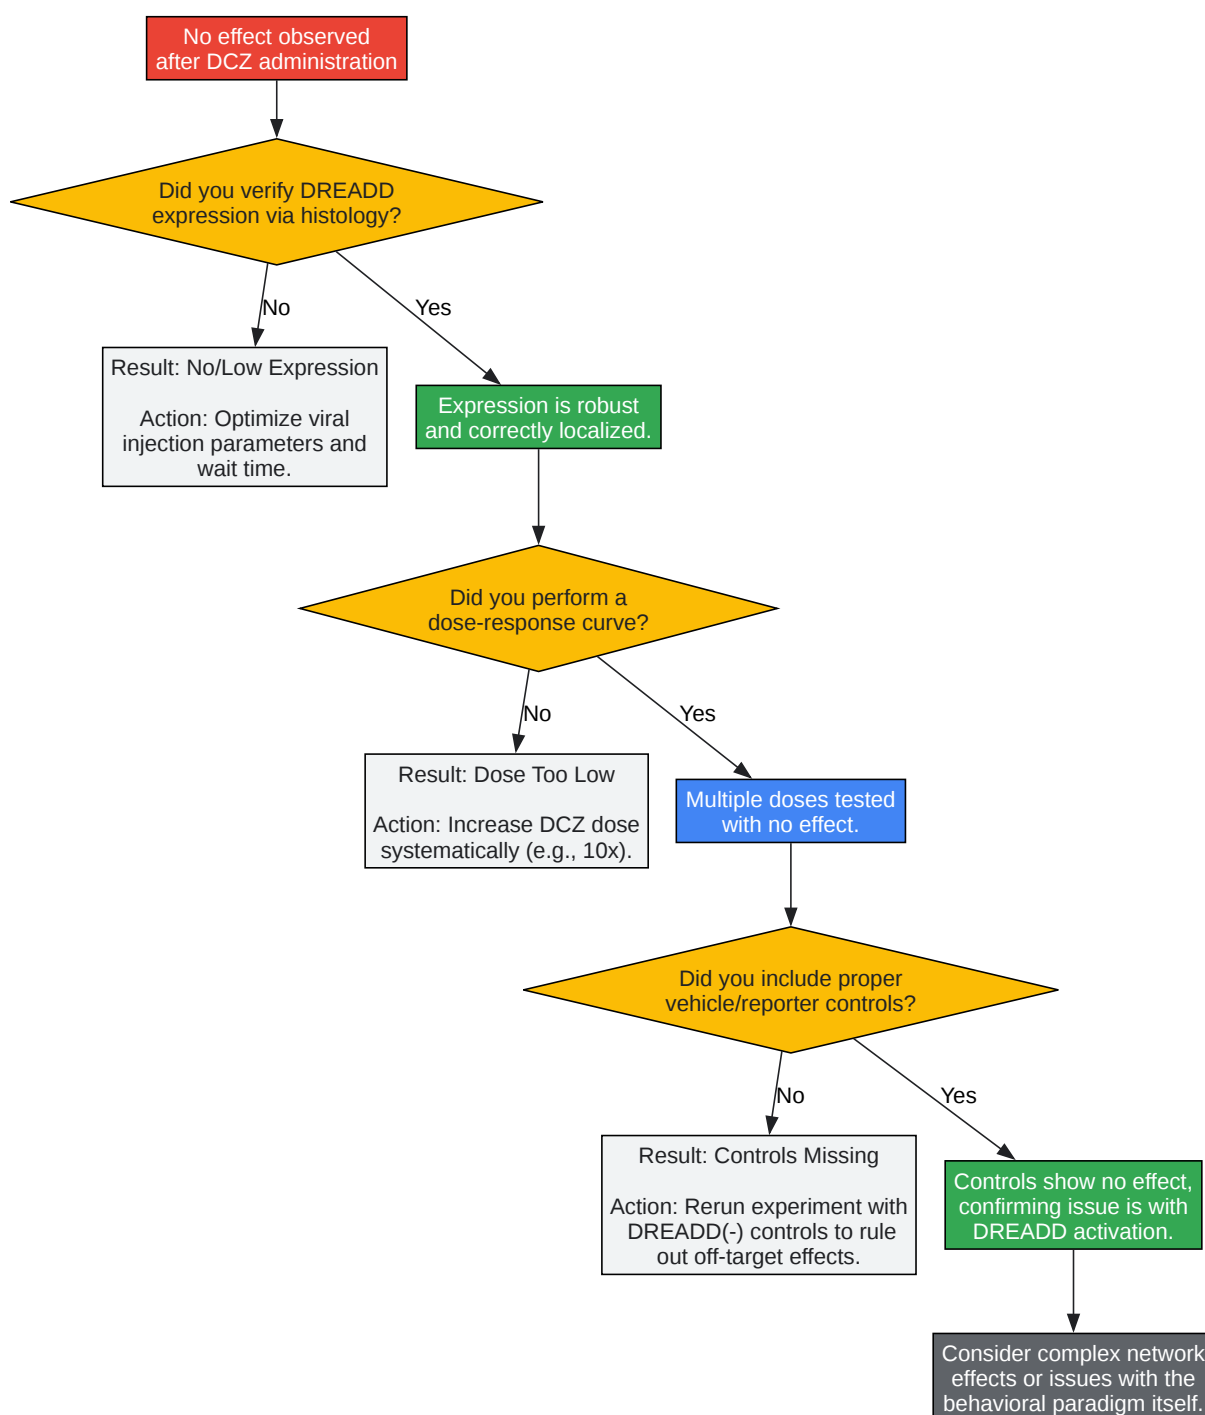 No effect observed
after DCZ administration
Did you verify DREADD
expression via histology?
No
Yes
Result: No/Low Expression
Action: Optimize viral
injection parameters and
wait time.
Expression is robust
and correctly localized.
Did you perform a
dose-response curve?
No
Yes
Result: Dose Too Low
Action: Increase DCZ dose
systematically (e.g., 10x).
Multiple doses tested
with no effect.
Did you include proper
vehicle/reporter controls?
No
Yes
Result: Controls Missing
Action: Rerun experiment with
DREADD(-) controls to rule
out off-target effects.
Controls show no effect,
confirming issue is with
DREADD activation.
Consider complex network
effects or issues with the
behavioral paradigm itself.